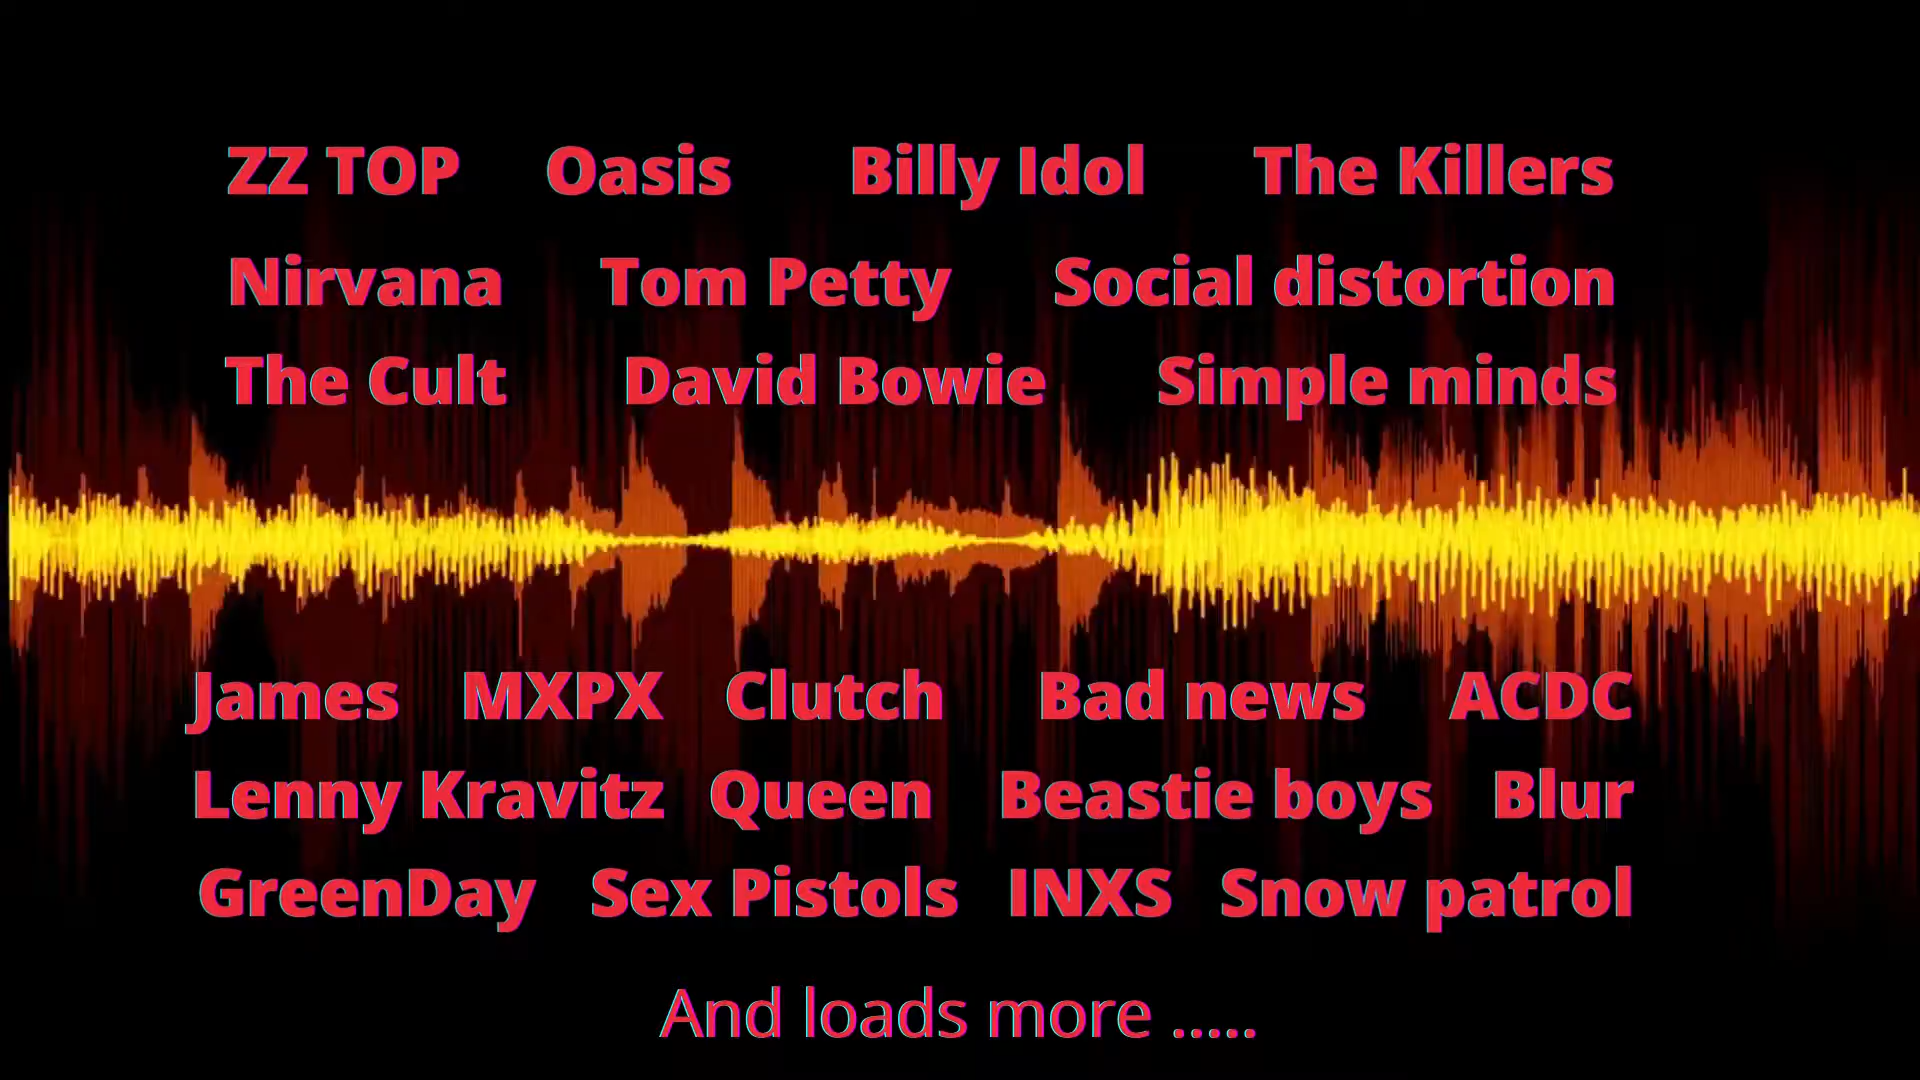 ZZ TOP Oasis Billy Idol The Killers
Nirvana Tom Petty Social distortion
The Cult David Bowie Simple minds
James MXPX Clutch Bad news ACDC
Lenny Kravitz Queen Beastie boys Blur
GreenDay Sex Pistols INXS Snow patrol
And loads more .....